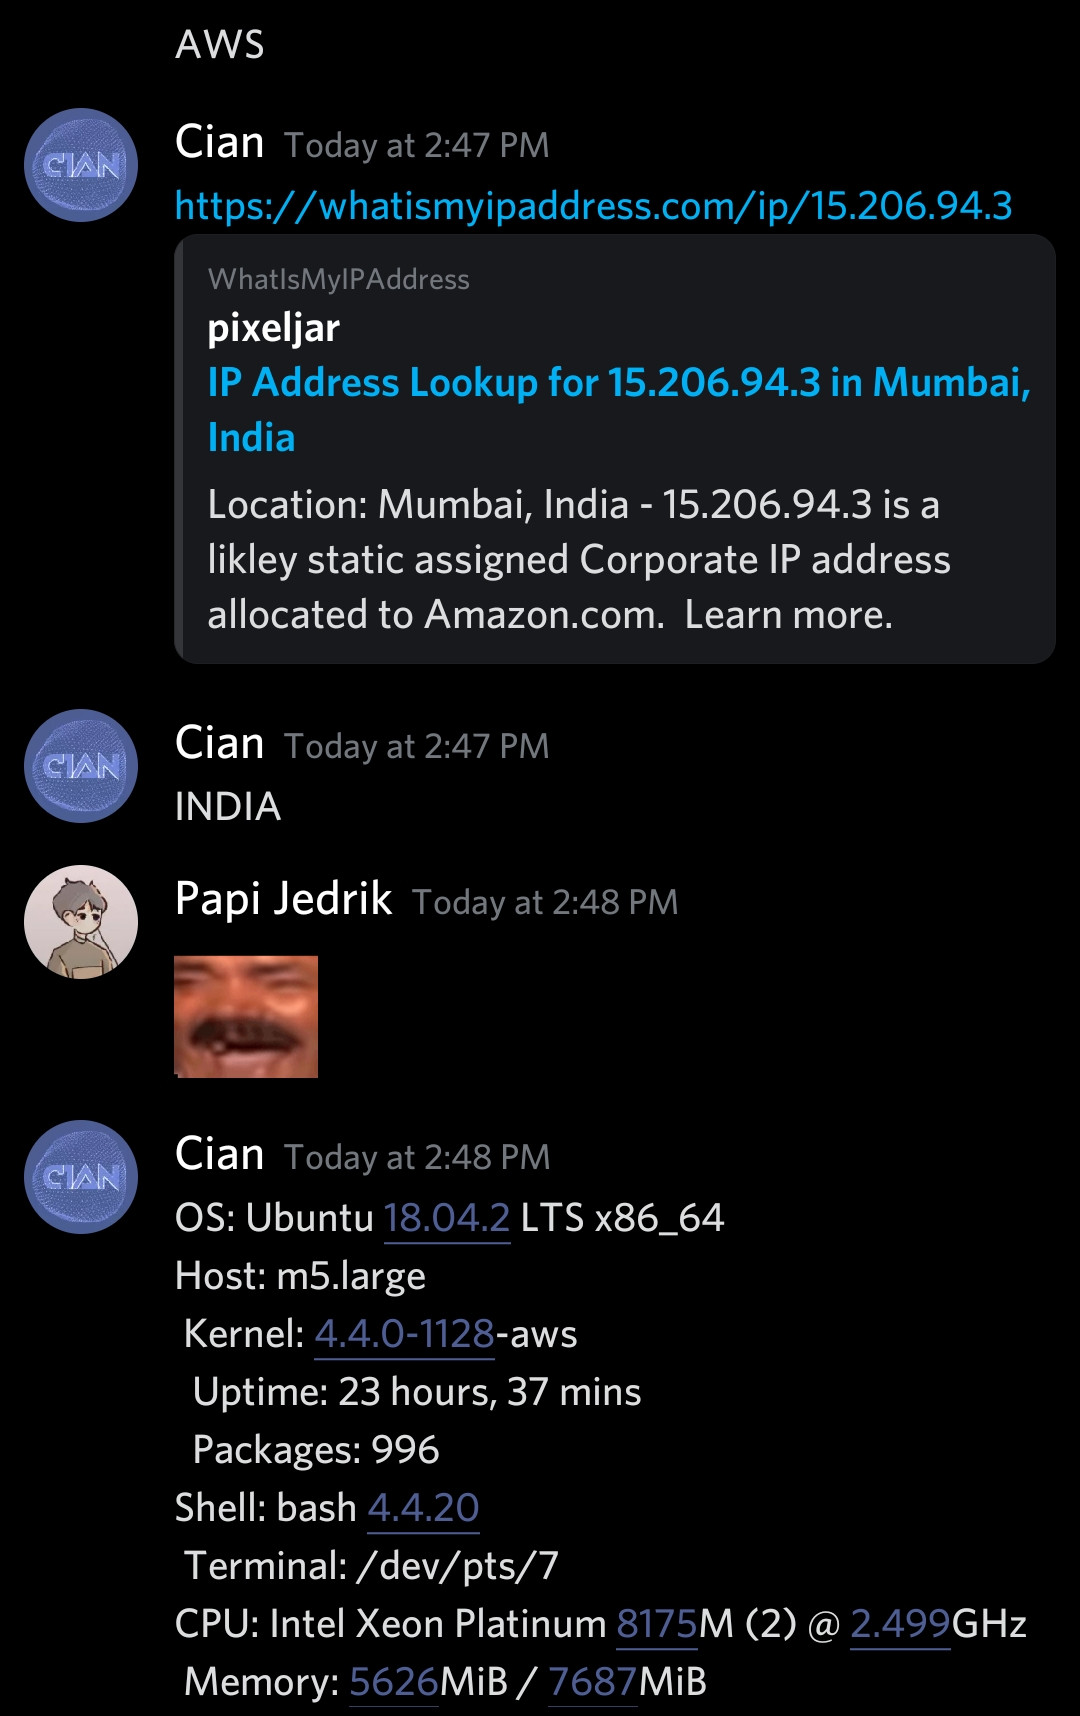 AWS
CIAN
Cian Today at 2:47 PM
https://whatismyipaddress.com/ip/15.206.94.3
WhatIsMyIPAddress
pixeljar
IP Address Lookup for 15.206.94.3 in Mumbai,
India
Location: Mumbai, India - 15.206.94.3 is a
likley static assigned Corporate IP address
allocated to Amazon.com.  Learn more.
CIAN
Cian Today at 2:47 PM
INDIA
Papi Jedrik Today at 2:48 PM
CIAN
Cian Today at 2:48 PM
OS: Ubuntu 18.04.2 LTS x86_64
Host: m5.large
Kernel: 4.4.0-1128-aws
Uptime: 23 hours, 37 mins
Packages: 996
Shell: bash 4.4.20
Terminal: /dev/pts/7
CPU: Intel Xeon Platinum 8175M (2) @ 2.499GHz
Memory: 5626MiB / 7687MiB